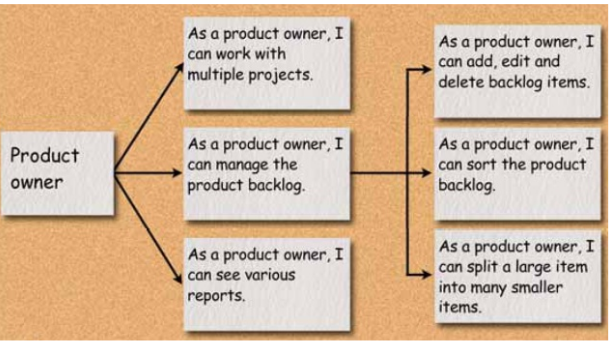 Product
owner
As a product owner, I
can work with
multiple projects.
As a product owner, I
can manage the
product backlog.
As a product owner, I
can see various
reports.
As a product owner, I
can add, edit and
delete backlog items.
As a product owner, I
can sort the product
backlog.
As a product owner, I
can split a large item
into many smaller
items.